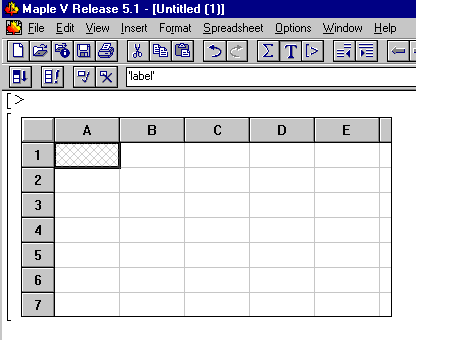 Maple V Release 5.1 - [Untitled (1)]
File Edit View Insert Format Spreadsheet Options Window Help
Σ T [>
'label'
[>
A B C D E
1
2
3
4
5
6
7